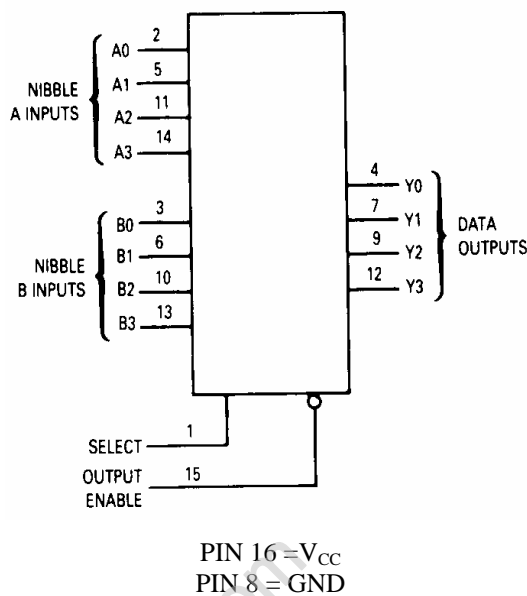 A0 2
A1 5
A2 11
A3 14
NIBBLE
A INPUTS
B0 3
B1 6
B2 10
B3 13
NIBBLE
B INPUTS
4 Y0
7 Y1
9 Y2
12 Y3
DATA
OUTPUTS
SELECT 1
OUTPUT
ENABLE
15
PIN 16 =VCC
PIN 8 = GND
om